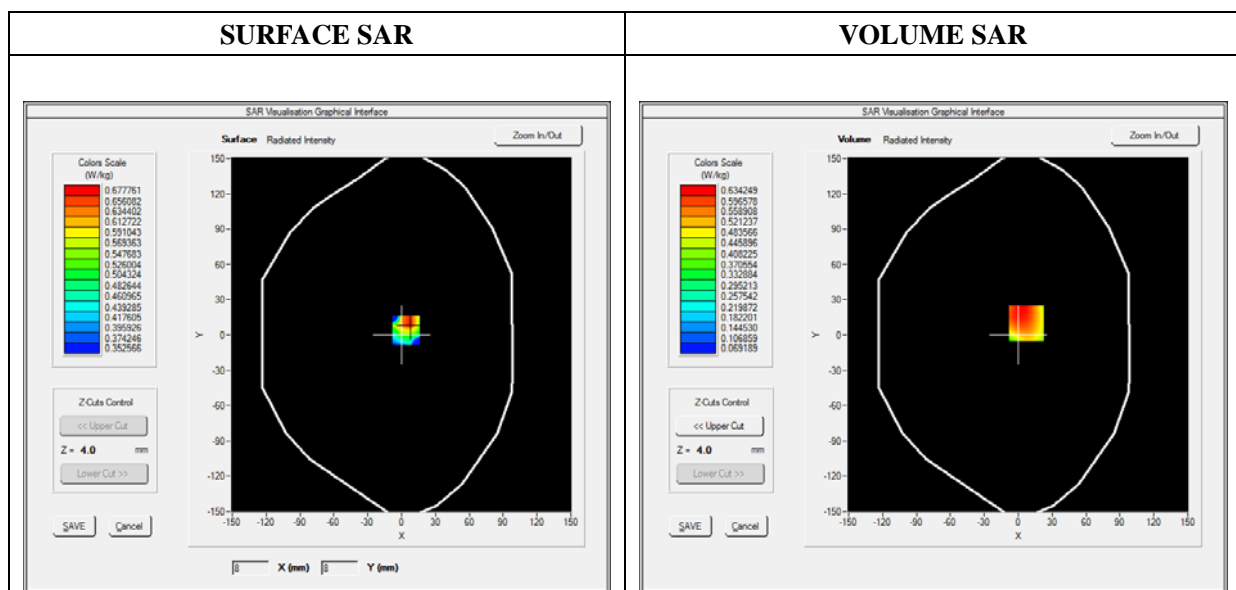 SURFACE SAR
VOLUME SAR
SAR Visualisation Graphical Interface
Surface Radiated Intensity
Zoom In/Out
Colors Scale
(W/kg)
0.677761
0.656082
0.634402
0.612722
0.591043
0.569363
0.547683
0.526004
0.504324
0.482644
0.460965
0.439285
0.417605
0.395926
0.374246
0.352566
Z-Cuts Control
<< Upper Cut
Z = 4.0 mm
Lower Cut >>
SAVE Cancel
150
120
90
60
30
0
-30
-60
-90
-120
-150
Y
-150 -120 -90 -60 -30 0 30 60 90 120 150
X
8 X (mm) 8 Y (mm)
SAR Visualisation Graphical Interface
Volume Radiated Intensity
Zoom In/Out
Colors Scale
(W/kg)
0.634249
0.596578
0.558908
0.521237
0.483566
0.445896
0.408225
0.370554
0.332884
0.295213
0.257542
0.219872
0.182201
0.144530
0.106859
0.069189
Z-Cuts Control
<< Upper Cut
Z = 4.0 mm
Lower Cut >>
SAVE Cancel
150
120
90
60
30
0
-30
-60
-90
-120
-150
Y
-150 -120 -90 -60 -30 0 30 60 90 120 150
X